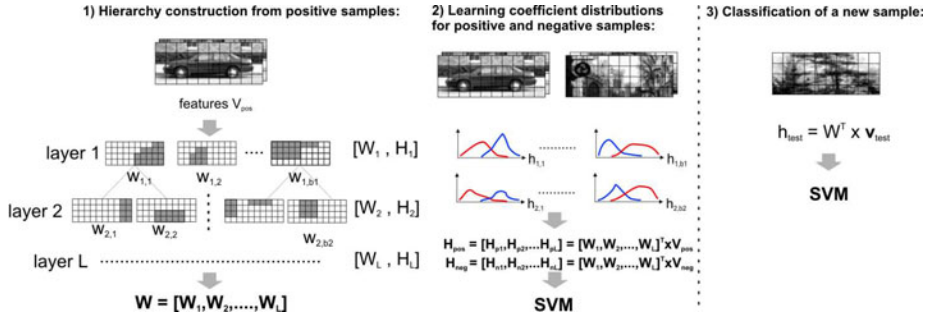 1) Hierarchy construction from positive samples:
features V_pos
layer 1
W_1,1
W_1,2
....
W_1,b1
[W_1 , H_1]
layer 2
W_2,1
W_2,2
W_2,b2
[W_2 , H_2]
layer L
[W_L , H_L]
W = [W_1,W_2,....,W_L]
2) Learning coefficient distributions
for positive and negative samples:
h_1,1
h_1,b1
h_2,1
h_2,b2
H_pos = [H_p1,H_p2,...H_pL] = [W_1,W_2,...,W_L]^T xV_pos
H_neg = [H_n1,H_n2,...H_nL] = [W_1,W_2,...,W_L]^T xV_neg
SVM
3) Classification of a new sample:
h_test = W^T x v_test
SVM